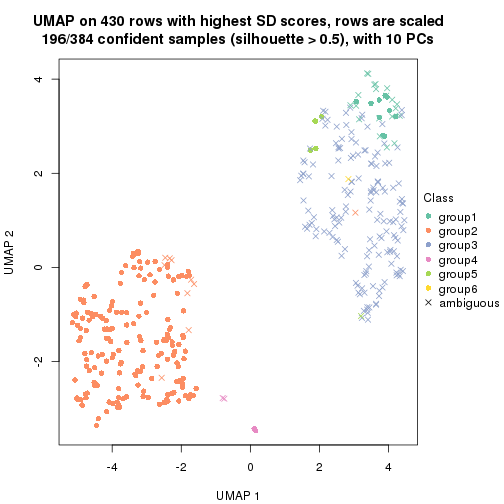 UMAP on 430 rows with highest SD scores, rows are scaled
196/384 confident samples (silhouette > 0.5), with 10 PCs
4
2
0
-2
UMAP 2
-4
-2
0
2
4
UMAP 1
Class
group1
group2
group3
group4
group5
group6
ambiguous